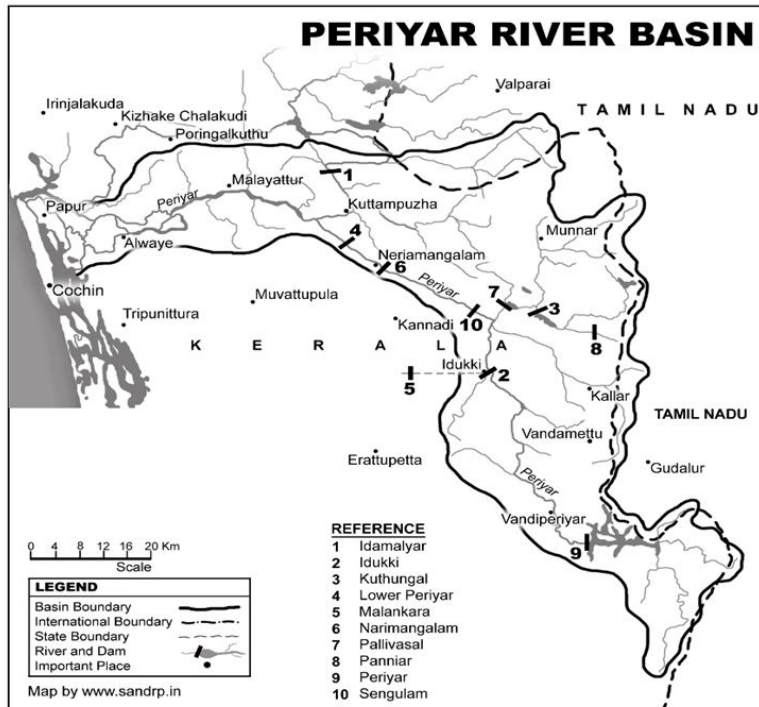 PERIYAR RIVER BASIN
Valparai
Irinjalakuda
TAMIL NADU
Kizhake Chalakudi
Poringalkuthu
1
Malayattur
Periyar
Kuttampuzha
Papur
4
Munnar
Alwaye
Neriamangalam
6
Periyar
Cochin
Muvattupula
7
3
Tripunittura
Kannadi
10
8
KERALA
Idukki
2
5
Kallar
TAMIL NADU
Vandamettu
Erattupetta
Gudalur
Periyar
Vandiperiyar
9
REFERENCE
1 Idamalyar
2 Idukki
3 Kuthungal
4 Lower Periyar
5 Malankara
6 Narimangalam
7 Pallivasal
8 Panniar
9 Periyar
10 Sengulam
0 4 8 12 16 20 Km
Scale
LEGEND
Basin Boundary
International Boundary
State Boundary
River and Dam
Important Place
Map by www.sandrp.in